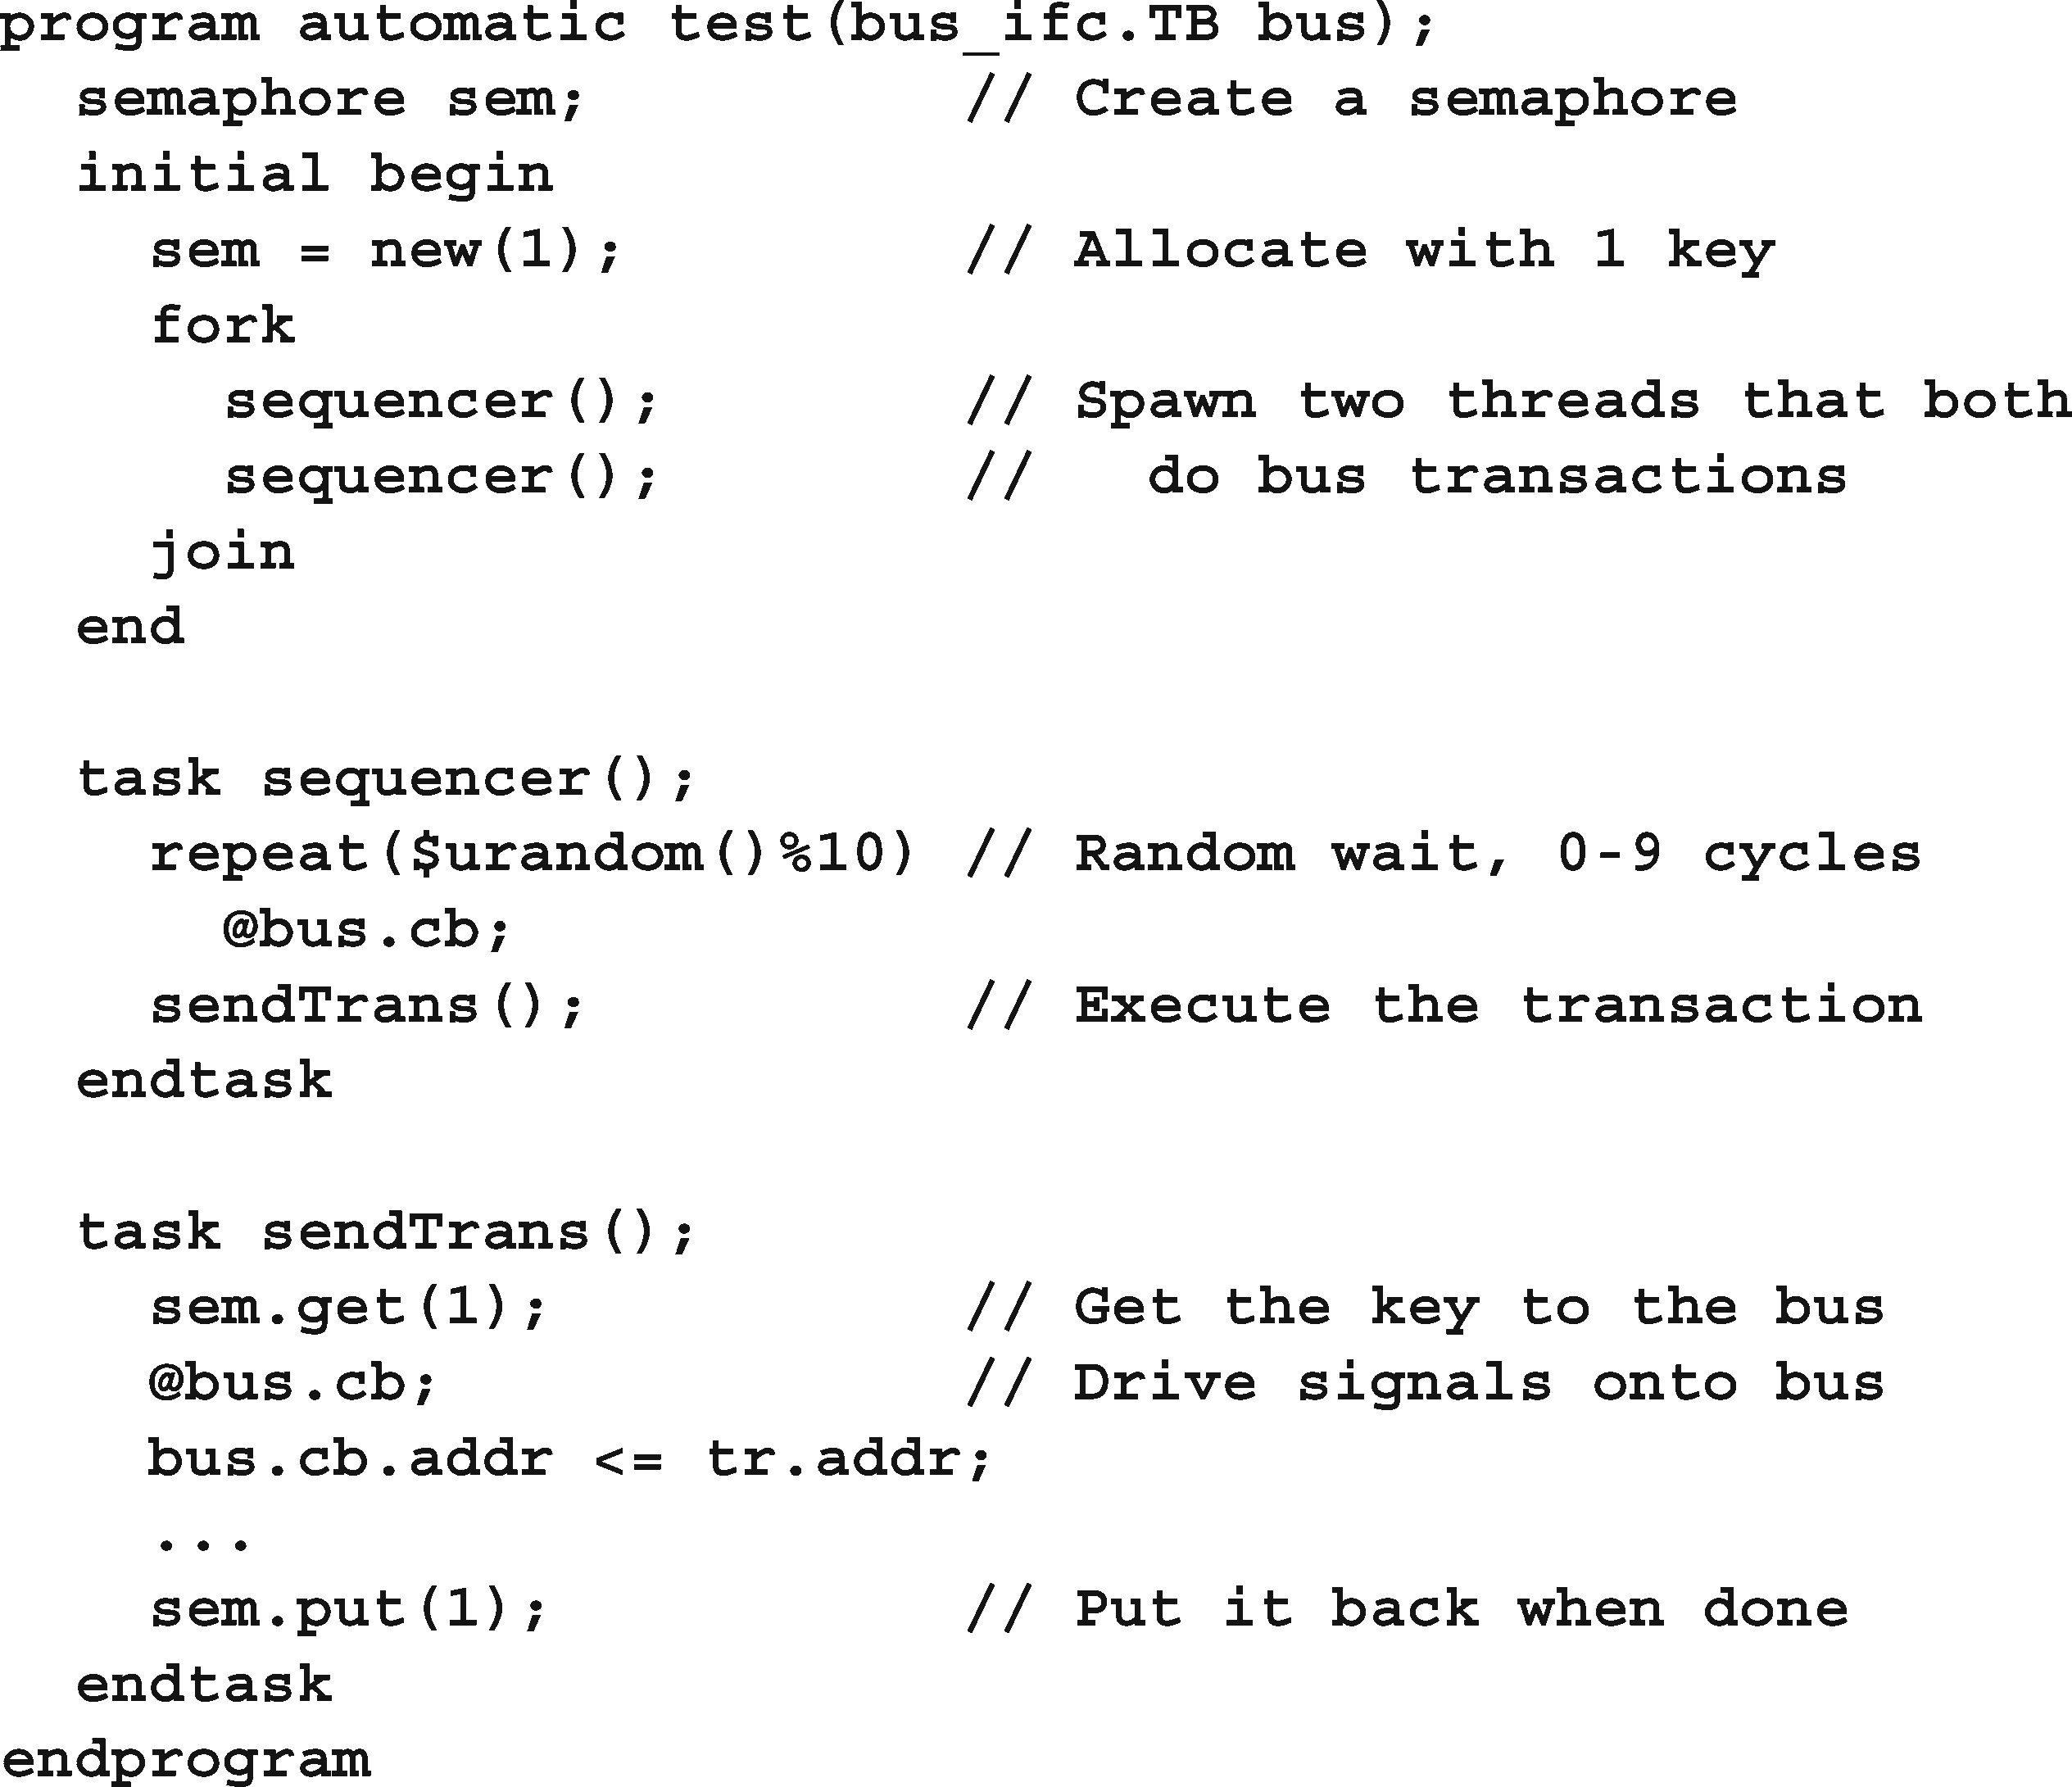 program automatic test(bus_ifc.TB bus);
  semaphore sem;          // Create a semaphore
  initial begin
    sem = new(1);         // Allocate with 1 key
    fork
      sequencer();        // Spawn two threads that both
      sequencer();        //   do bus transactions
    join
  end

  task sequencer();
    repeat($urandom()%10) // Random wait, 0-9 cycles
      @bus.cb;
    sendTrans();          // Execute the transaction
  endtask

  task sendTrans();
    sem.get(1);           // Get the key to the bus
    @bus.cb;              // Drive signals onto bus
    bus.cb.addr <= tr.addr;
    ...
    sem.put(1);           // Put it back when done
  endtask
endprogram